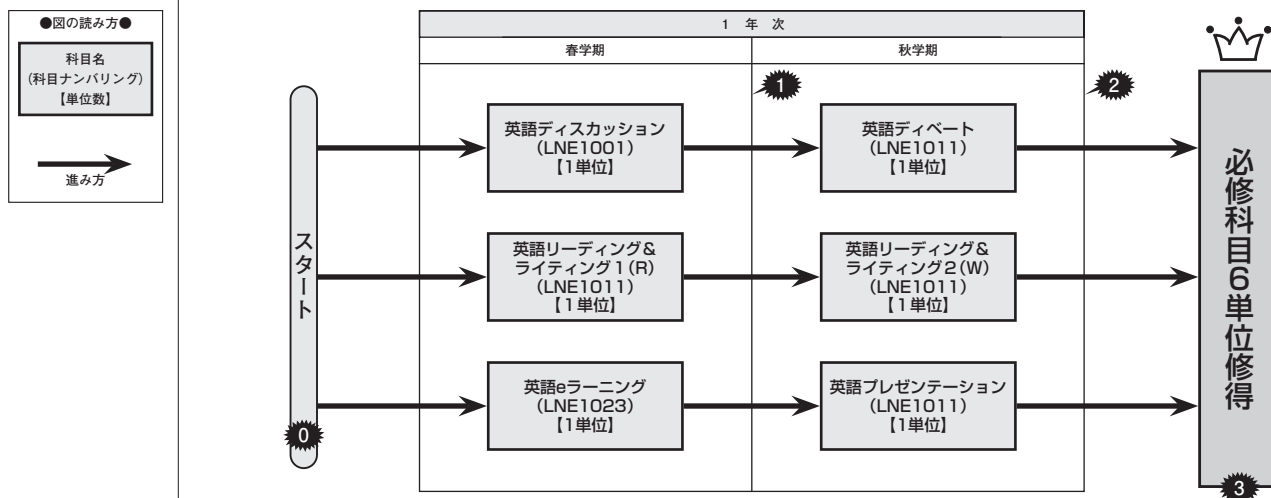 ●図の読み方●
科目名
(科目ナンバリング)
【単位数】
進み方
1 年 次
春学期
秋学期
スタート
0
1
2
英語ディスカッション
(LNE1001)
【1単位】
英語ディベート
(LNE1011)
【1単位】
英語リーディング&
ライティング1(R)
(LNE1011)
【1単位】
英語リーディング&
ライティング2(W)
(LNE1011)
【1単位】
英語eラーニング
(LNE1023)
【1単位】
英語プレゼンテーション
(LNE1011)
【1単位】
必修科目6単位修得
3